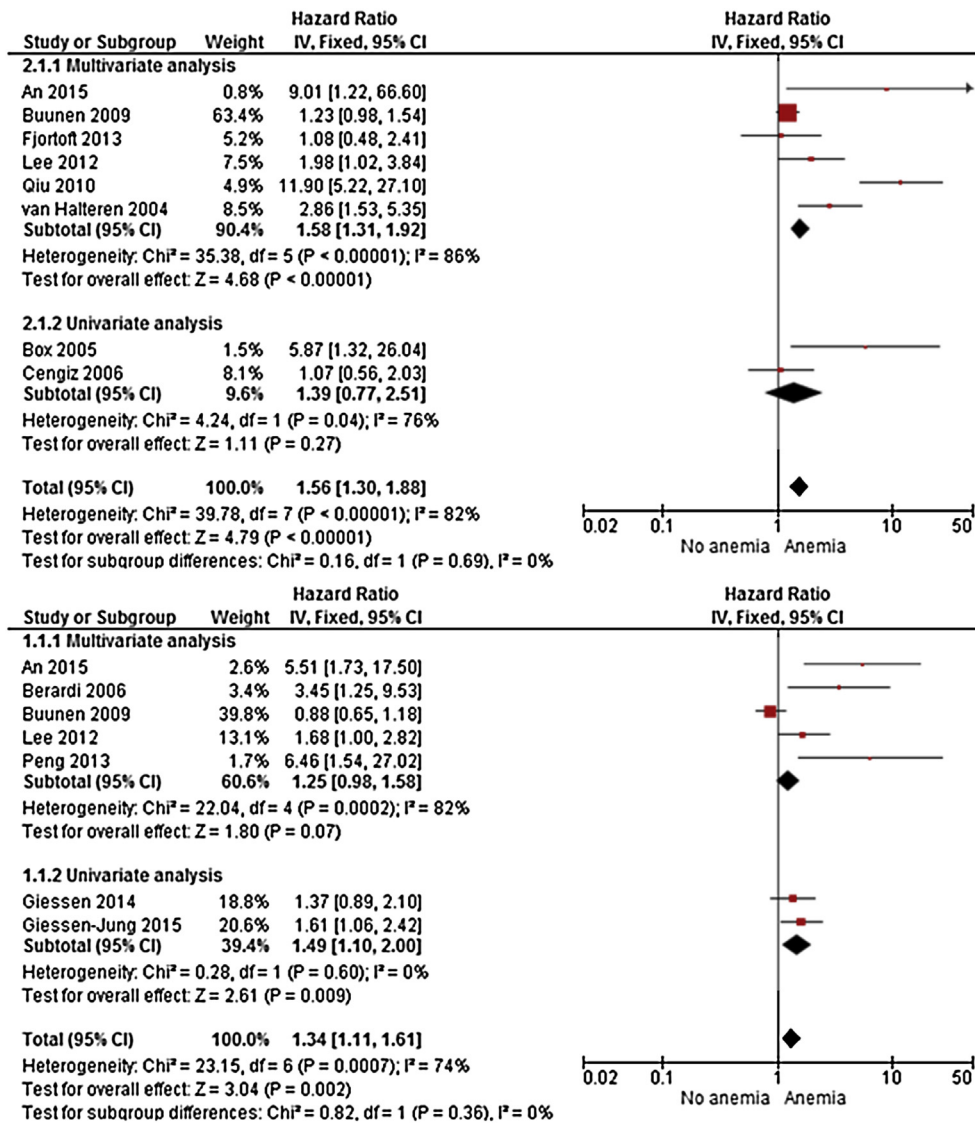 Hazard Ratio Hazard Ratio
Study or Subgroup Weight IV, Fixed, 95% CI IV, Fixed, 95% CI
2.1.1 Multivariate analysis
An 2015 0.8% 9.01 [1.22, 66.60]
Buunen 2009 63.4% 1.23 [0.98, 1.54]
Fjortoft 2013 5.2% 1.08 [0.48, 2.41]
Lee 2012 7.5% 1.98 [1.02, 3.84]
Qiu 2010 4.9% 11.90 [5.22, 27.10]
van Halteren 2004 8.5% 2.86 [1.53, 5.35]
Subtotal (95% CI) 90.4% 1.58 [1.31, 1.92]
Heterogeneity: Chi² = 35.38, df = 5 (P < 0.00001); I² = 86%
Test for overall effect: Z = 4.68 (P < 0.00001)
2.1.2 Univariate analysis
Box 2005 1.5% 5.87 [1.32, 26.04]
Cengiz 2006 8.1% 1.07 [0.56, 2.03]
Subtotal (95% CI) 9.6% 1.39 [0.77, 2.51]
Heterogeneity: Chi² = 4.24, df = 1 (P = 0.04); I² = 76%
Test for overall effect: Z = 1.11 (P = 0.27)
Total (95% CI) 100.0% 1.56 [1.30, 1.88]
Heterogeneity: Chi² = 39.78, df = 7 (P < 0.00001); I² = 82%
Test for overall effect: Z = 4.79 (P < 0.00001)
Test for subgroup differences: Chi² = 0.16, df = 1 (P = 0.69), I² = 0%
0.02 0.1 1 10 50
No anemia Anemia
Hazard Ratio Hazard Ratio
Study or Subgroup Weight IV, Fixed, 95% CI IV, Fixed, 95% CI
1.1.1 Multivariate analysis
An 2015 2.6% 5.51 [1.73, 17.50]
Berardi 2006 3.4% 3.45 [1.25, 9.53]
Buunen 2009 39.8% 0.88 [0.65, 1.18]
Lee 2012 13.1% 1.68 [1.00, 2.82]
Peng 2013 1.7% 6.46 [1.54, 27.02]
Subtotal (95% CI) 60.6% 1.25 [0.98, 1.58]
Heterogeneity: Chi² = 22.04, df = 4 (P = 0.0002); I² = 82%
Test for overall effect: Z = 1.80 (P = 0.07)
1.1.2 Univariate analysis
Giessen 2014 18.8% 1.37 [0.89, 2.10]
Giessen-Jung 2015 20.6% 1.61 [1.06, 2.42]
Subtotal (95% CI) 39.4% 1.49 [1.10, 2.00]
Heterogeneity: Chi² = 0.28, df = 1 (P = 0.60); I² = 0%
Test for overall effect: Z = 2.61 (P = 0.009)
Total (95% CI) 100.0% 1.34 [1.11, 1.61]
Heterogeneity: Chi² = 23.15, df = 6 (P = 0.0007); I² = 74%
Test for overall effect: Z = 3.04 (P = 0.002)
Test for subgroup differences: Chi² = 0.82, df = 1 (P = 0.36), I² = 0%
0.02 0.1 1 10 50
No anemia Anemia